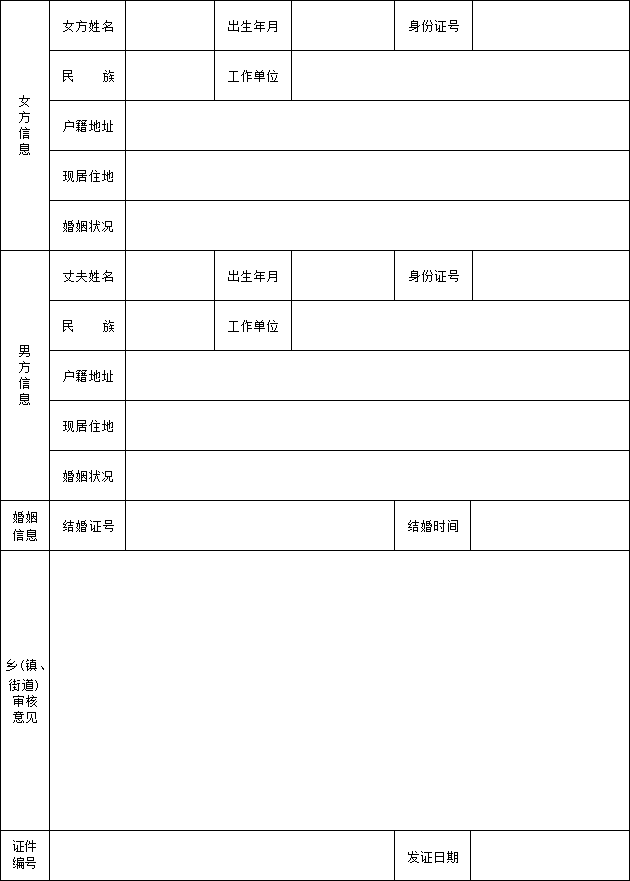 女方信息
女方姓名 出生年月 身份证号
民 族 工作单位
户籍地址
现居住地
婚姻状况
男方信息
丈夫姓名 出生年月 身份证号
民 族 工作单位
户籍地址
现居住地
婚姻状况
婚姻
信息
结婚证号 结婚时间
乡(镇、
街道)
审核
意见
证件
编号
发证日期